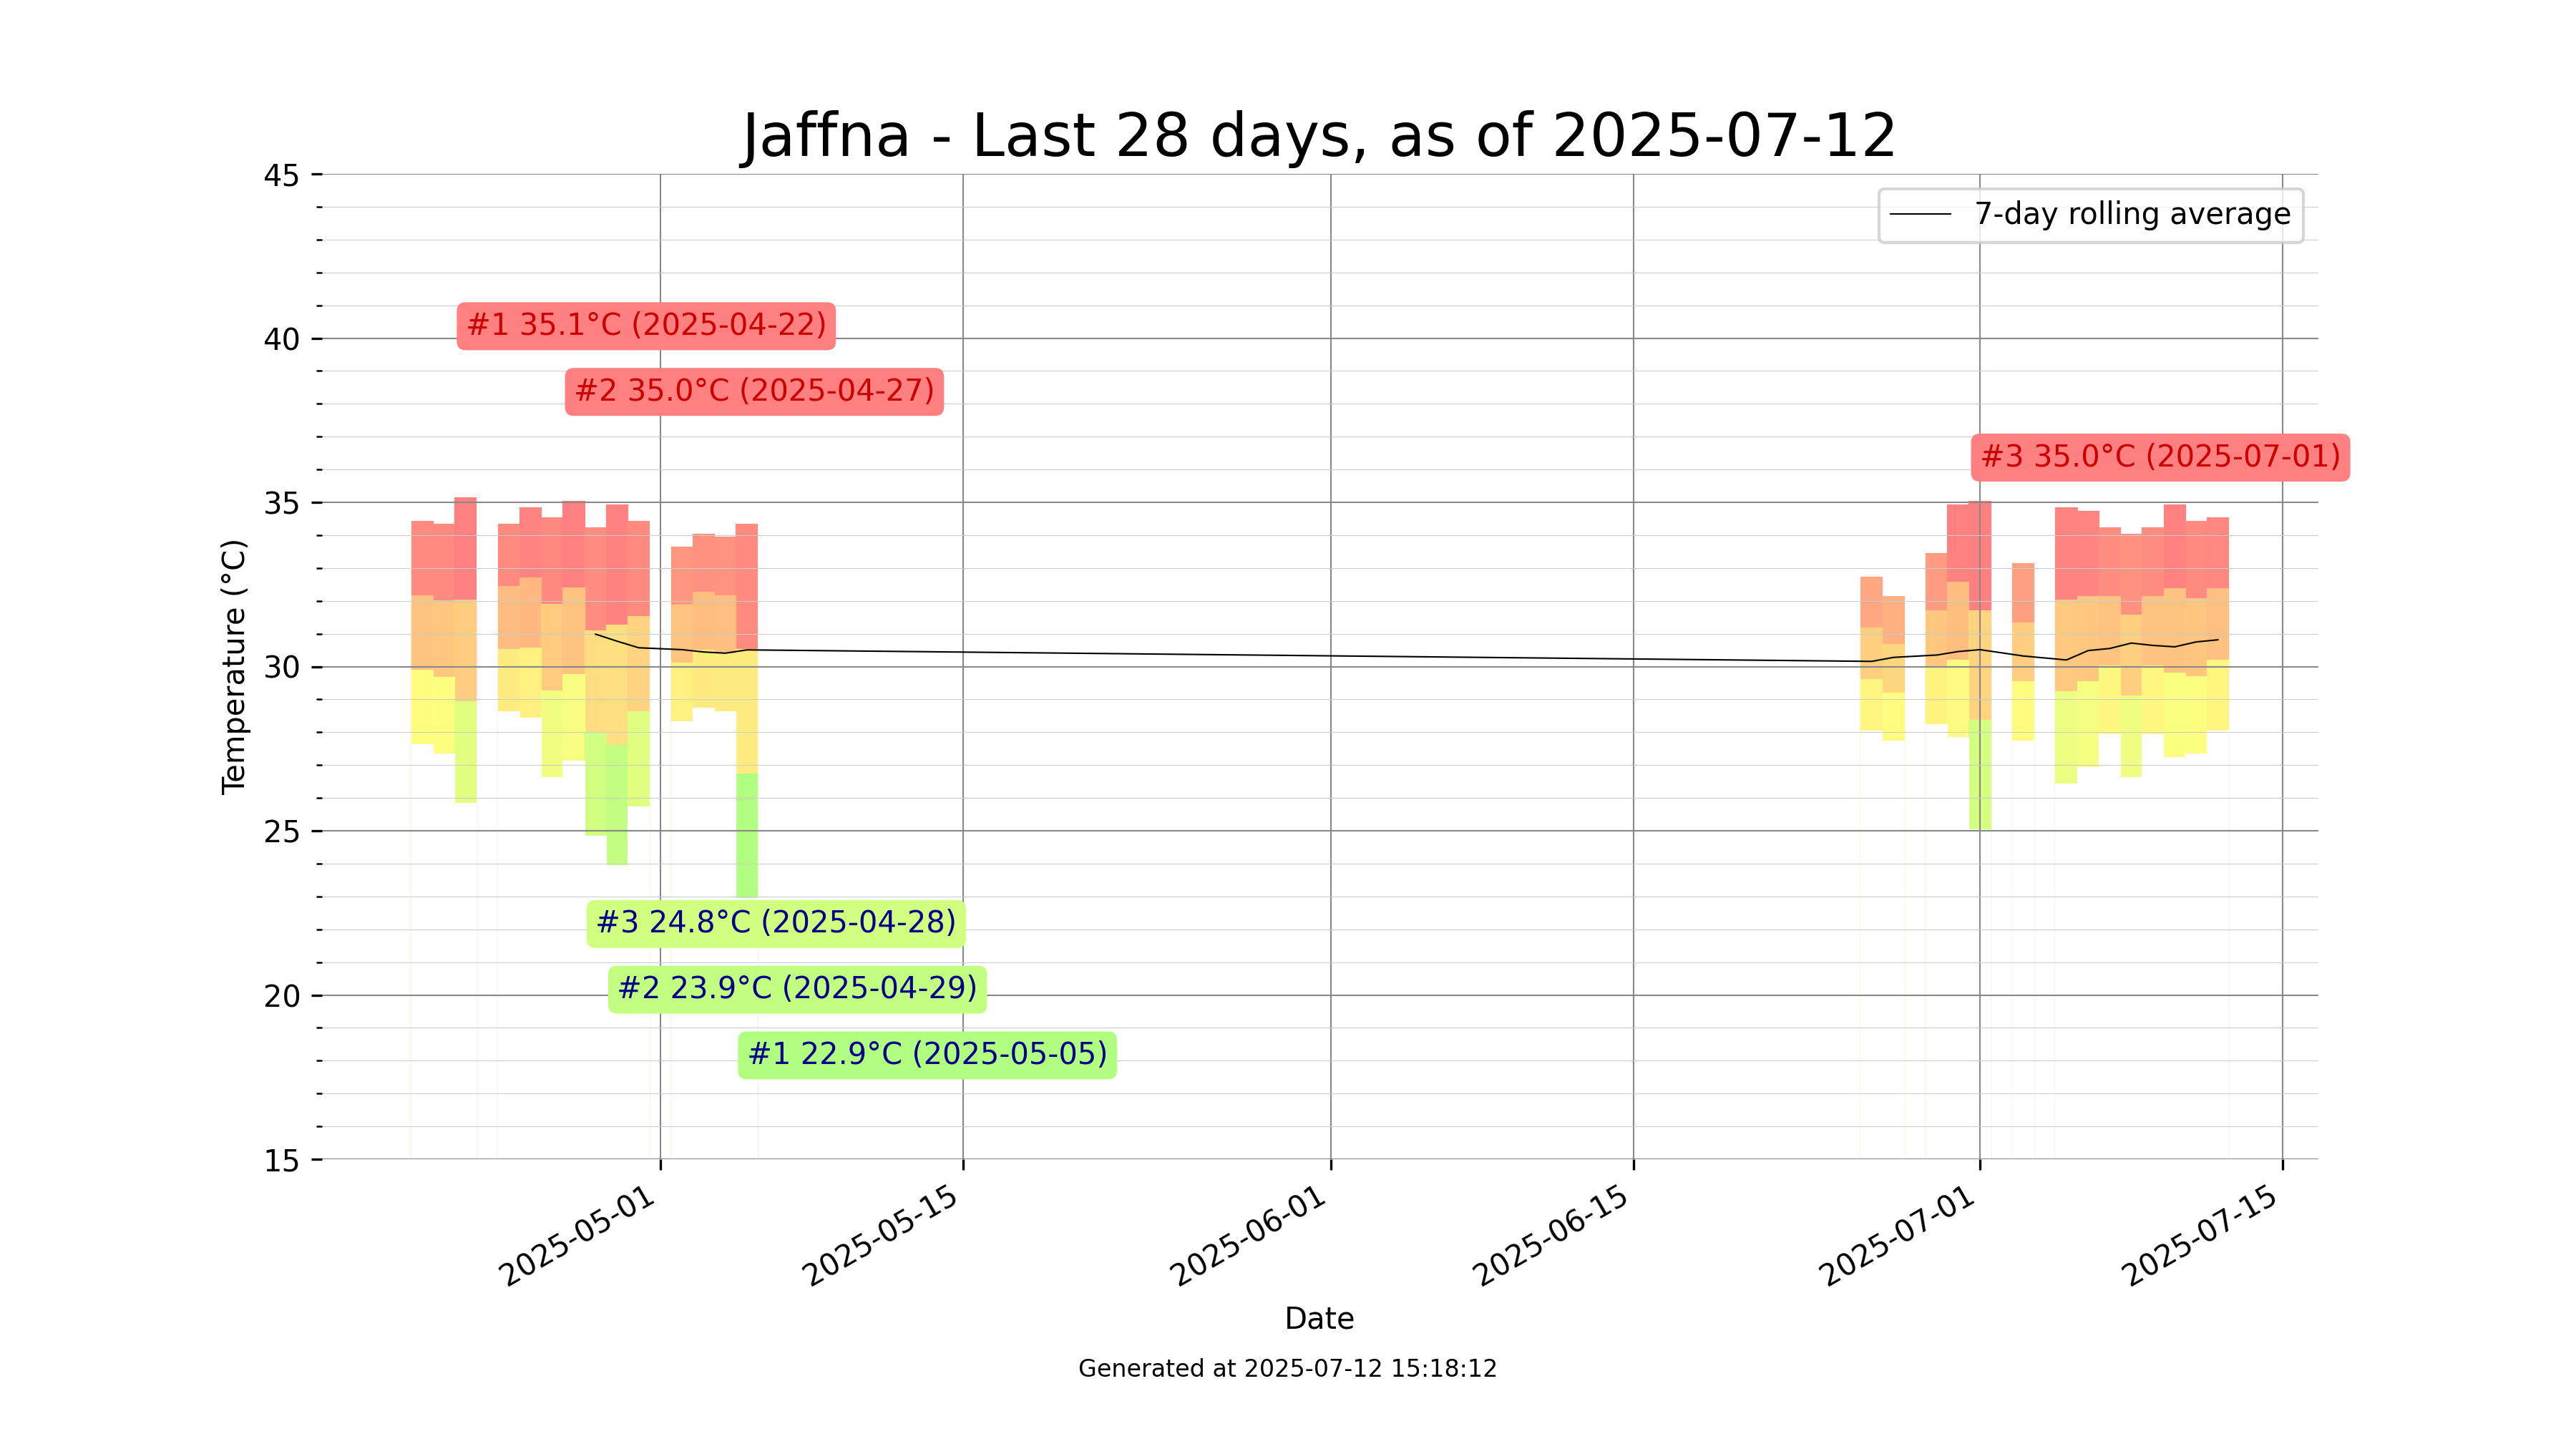 Jaffna - Last 28 days, as of 2025-07-12
45
7-day rolling average
#1 35.1°C (2025-04-22)
40
#2 35.0°C (2025-04-27)
#3 35.0°C (2025-07-01)
35
Temperature (°C)
30
25
#3 24.8°C (2025-04-28)
#2 23.9°C (2025-04-29)
20
#1 22.9°C (2025-05-05)
15
2025-05-01
2025-05-15
2025-06-01
2025-06-15
2025-07-01
2025-07-15
Date
Generated at 2025-07-12 15:18:12